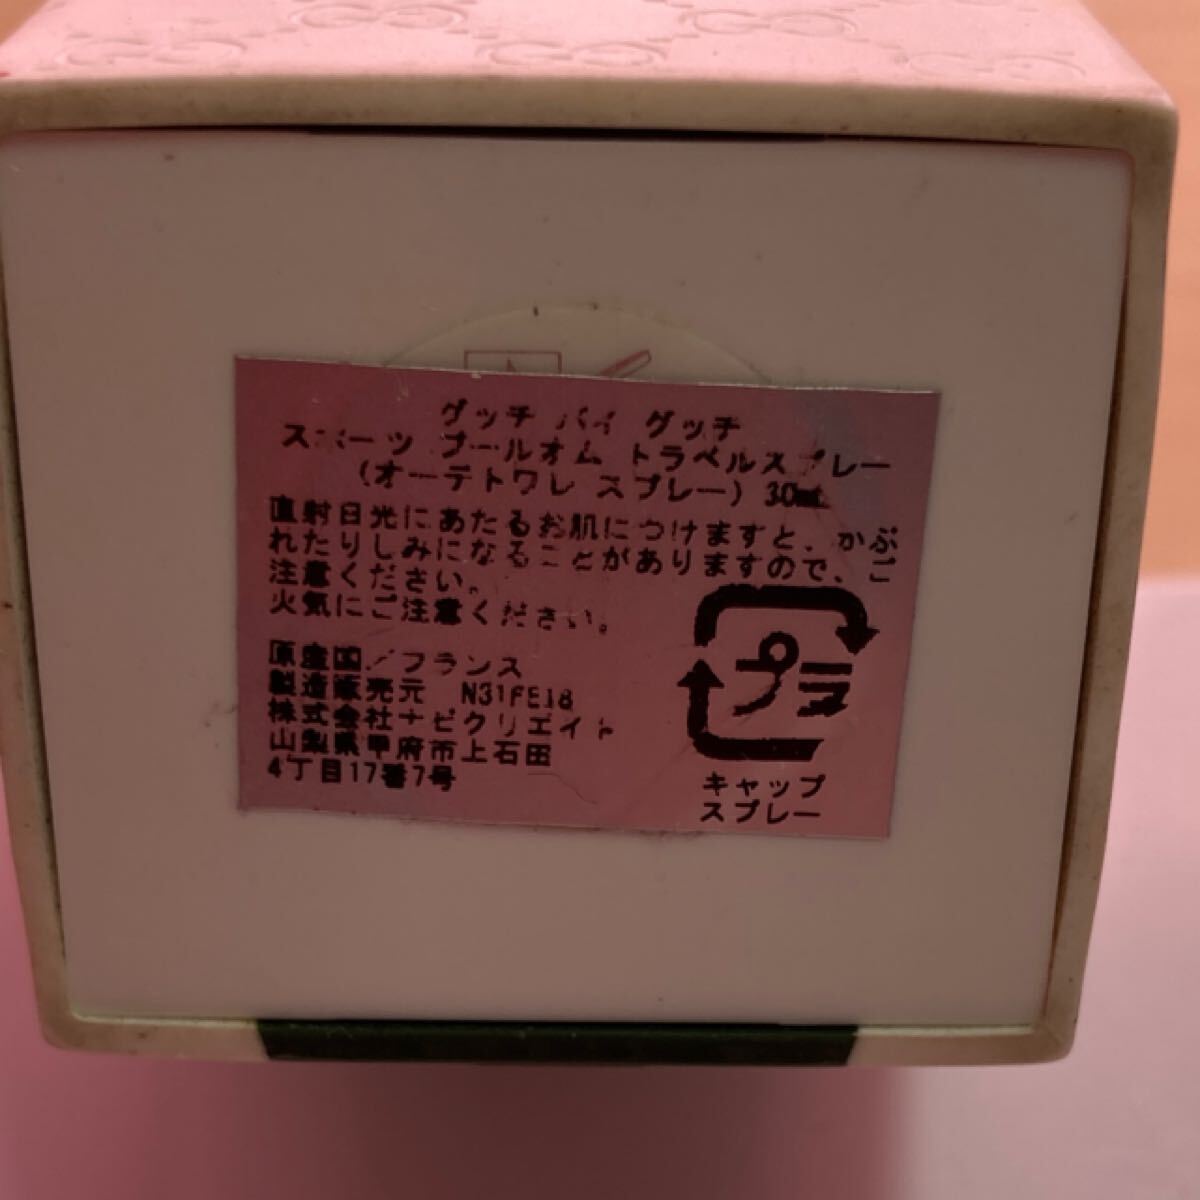 グッチ バイ グッチ
スポーツ プールオム トラベルスプレー
(オーデトワレ スプレー) 30mL
直射日光にあたるお肌につけますと、かぶ
れたりしみになることがありますので、ご
注意ください。
火気にご注意ください。
原産国/フランス
製造販売元 N31FE18
株式会社ナビクリエイト
山梨県甲府市上石田
4丁目17番7号
プラ
キャップ
スプレー